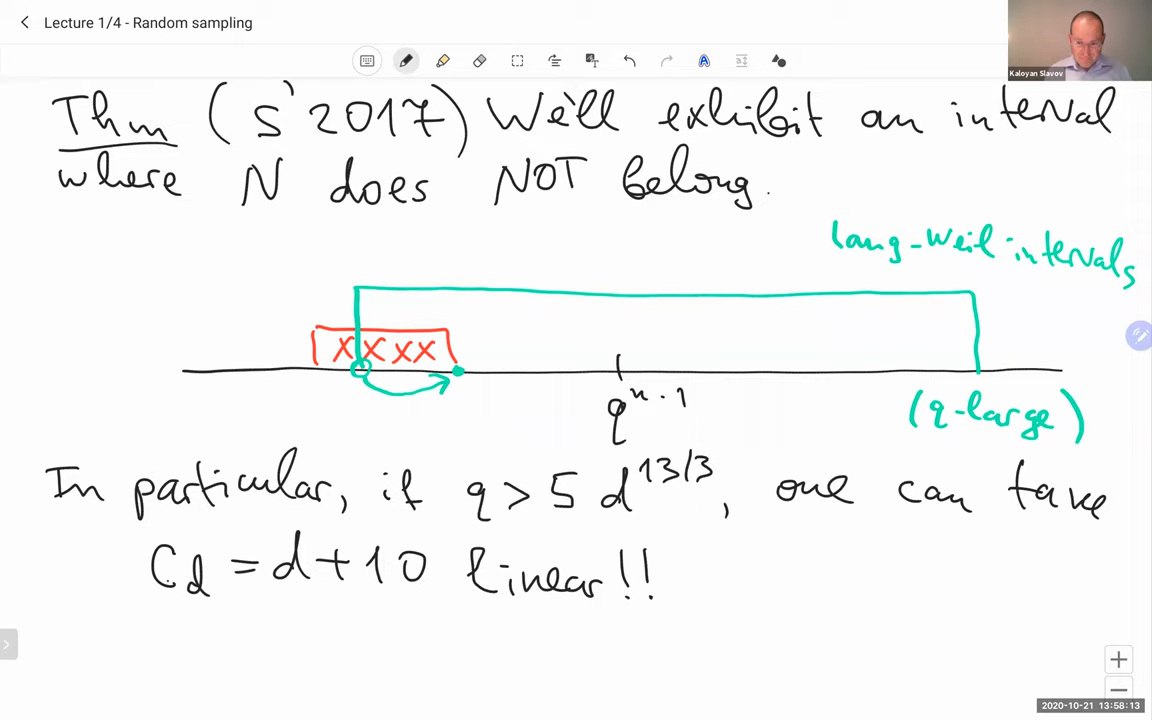 Lecture 1/4 - Random sampling
Kaloyan Slavov
Thm (S'2017) We'll exhibit an interval
where N does NOT belong.
Lang-Weil intervals
X X X X
q^{n-1}
(q-large)
In particular, if q > 5 d^{13/3}, one can take
C_d = d+10 linear!!
2020-10-21 13:58:13